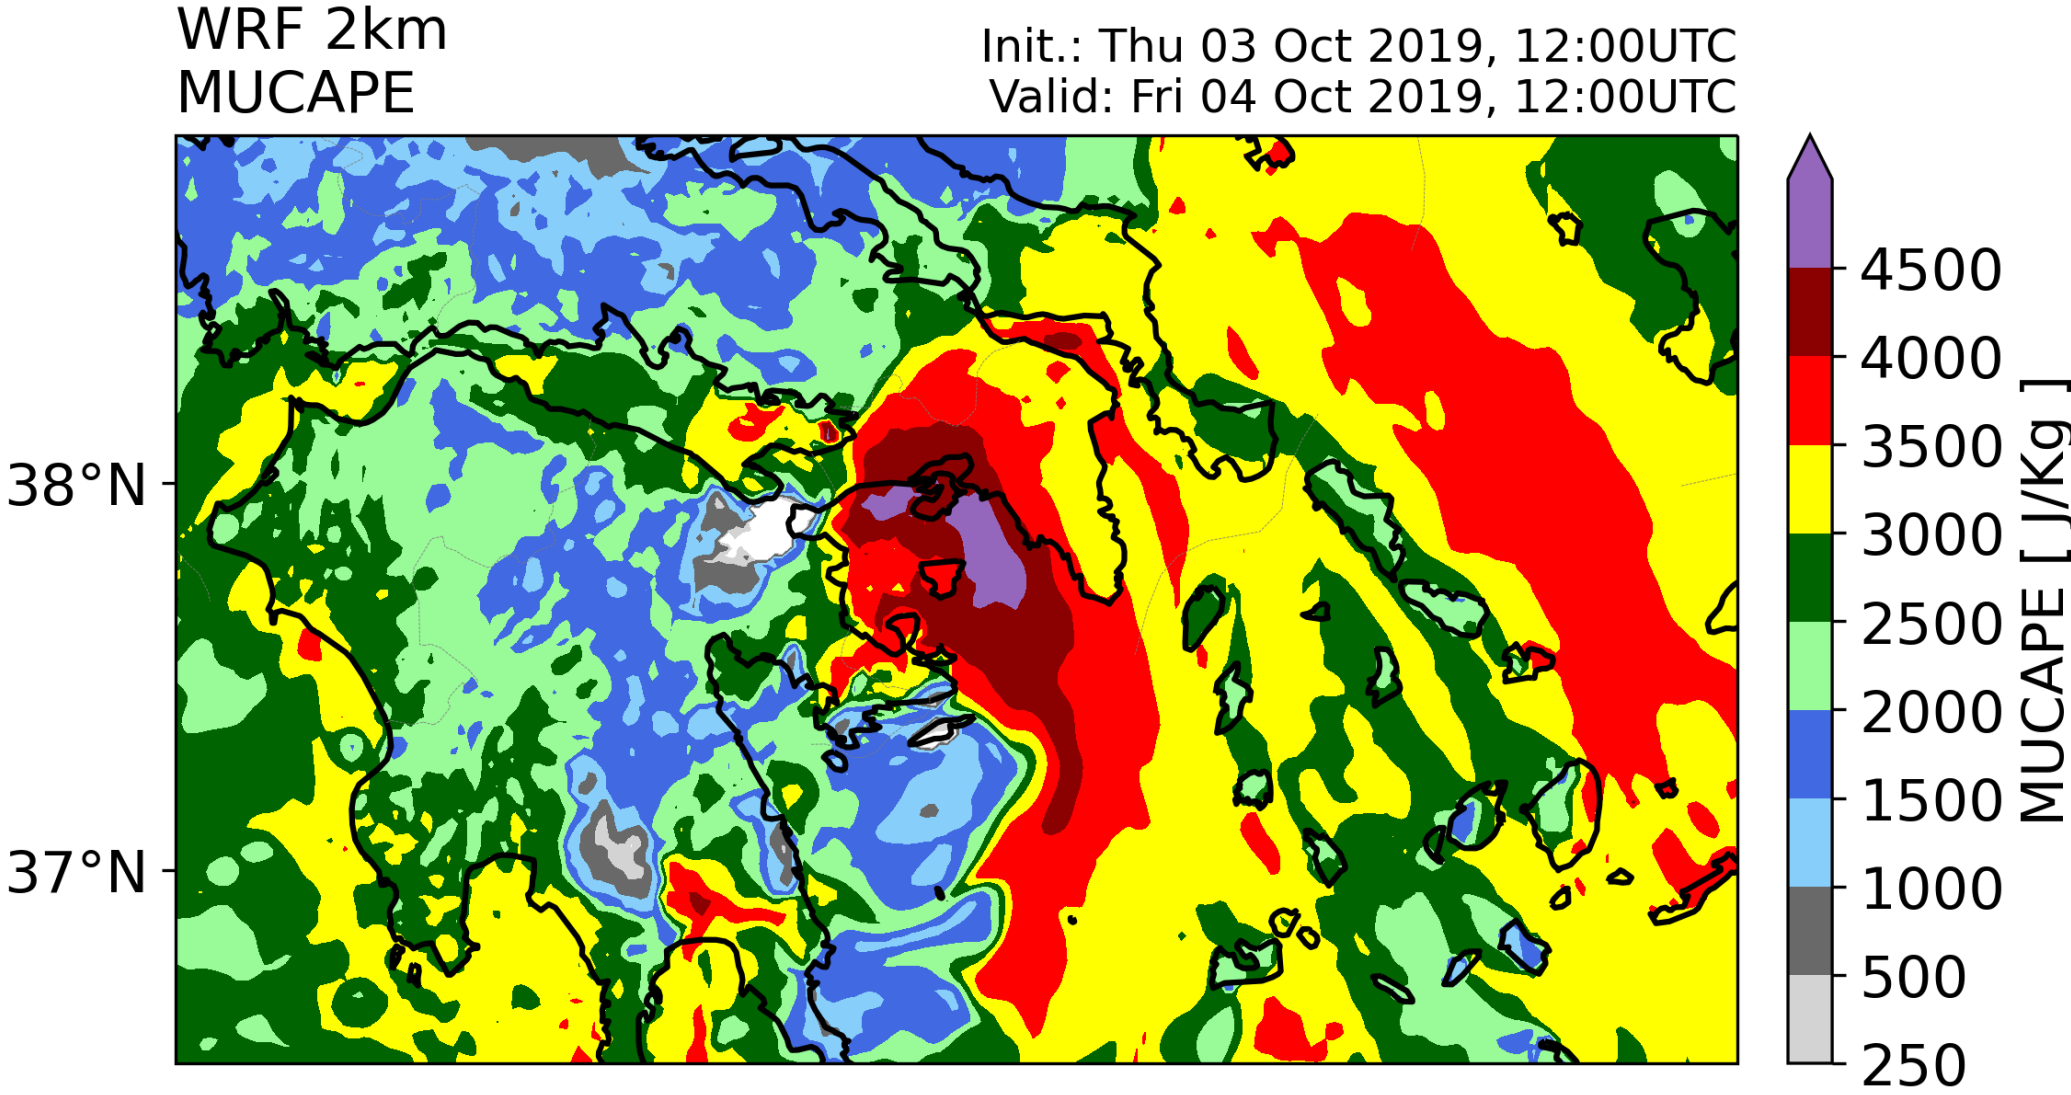 WRF 2km
MUCAPE
Init.: Thu 03 Oct 2019, 12:00UTC
Valid: Fri 04 Oct 2019, 12:00UTC
38°N
37°N
4500
4000
3500
3000
2500
2000
1500
1000
500
250
MUCAPE [ J/Kg ]